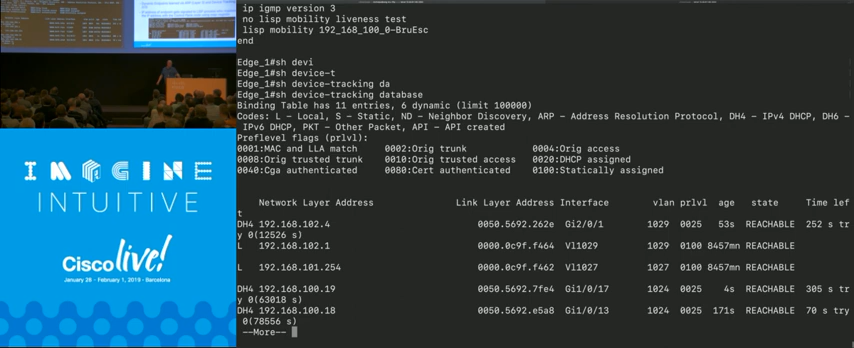 ip igmp version 3
no lisp mobility liveness test
lisp mobility 192_168_100_0-BruEsc
end
Edge_1#sh devi
Edge_1#sh device-t
Edge_1#sh device-tracking da
Edge_1#sh device-tracking database
Binding Table has 11 entries, 6 dynamic (limit 100000)
Codes: L - Local, S - Static, ND - Neighbor Discovery, ARP - Address Resolution Protocol, DH4 - IPv4 DHCP, DH6 -
IPv6 DHCP, PKT - Other Packet, API - API created
Preflevel flags (prlvl):
0001:MAC and LLA match 0002:Orig trunk 0004:Orig access
0008:Orig trusted trunk 0010:Orig trusted access 0020:DHCP assigned
0040:Cga authenticated 0080:Cert authenticated 0100:Statically assigned
Network Layer Address Link Layer Address Interface vlan prlvl age state Time lef
t
DH4 192.168.102.4 0050.5692.262e Gi2/0/1 1029 0025 53s REACHABLE 252 s tr
y 0(12526 s)
L 192.168.102.1 0000.0c9f.f464 Vl1029 1029 0100 8457mn REACHABLE
L 192.168.101.254 0000.0c9f.f462 Vl1027 1027 0100 8457mn REACHABLE
DH4 192.168.100.19 0050.5692.7fe4 Gi1/0/17 1024 0025 4s REACHABLE 305 s tr
y 0(63018 s)
DH4 192.168.100.18 0050.5692.e5a8 Gi1/0/13 1024 0025 171s REACHABLE 70 s try
0(78556 s)
--More--
IMAGINE
INTUITIVE
Cisco live!
January 28 - February 1, 2019 - Barcelona